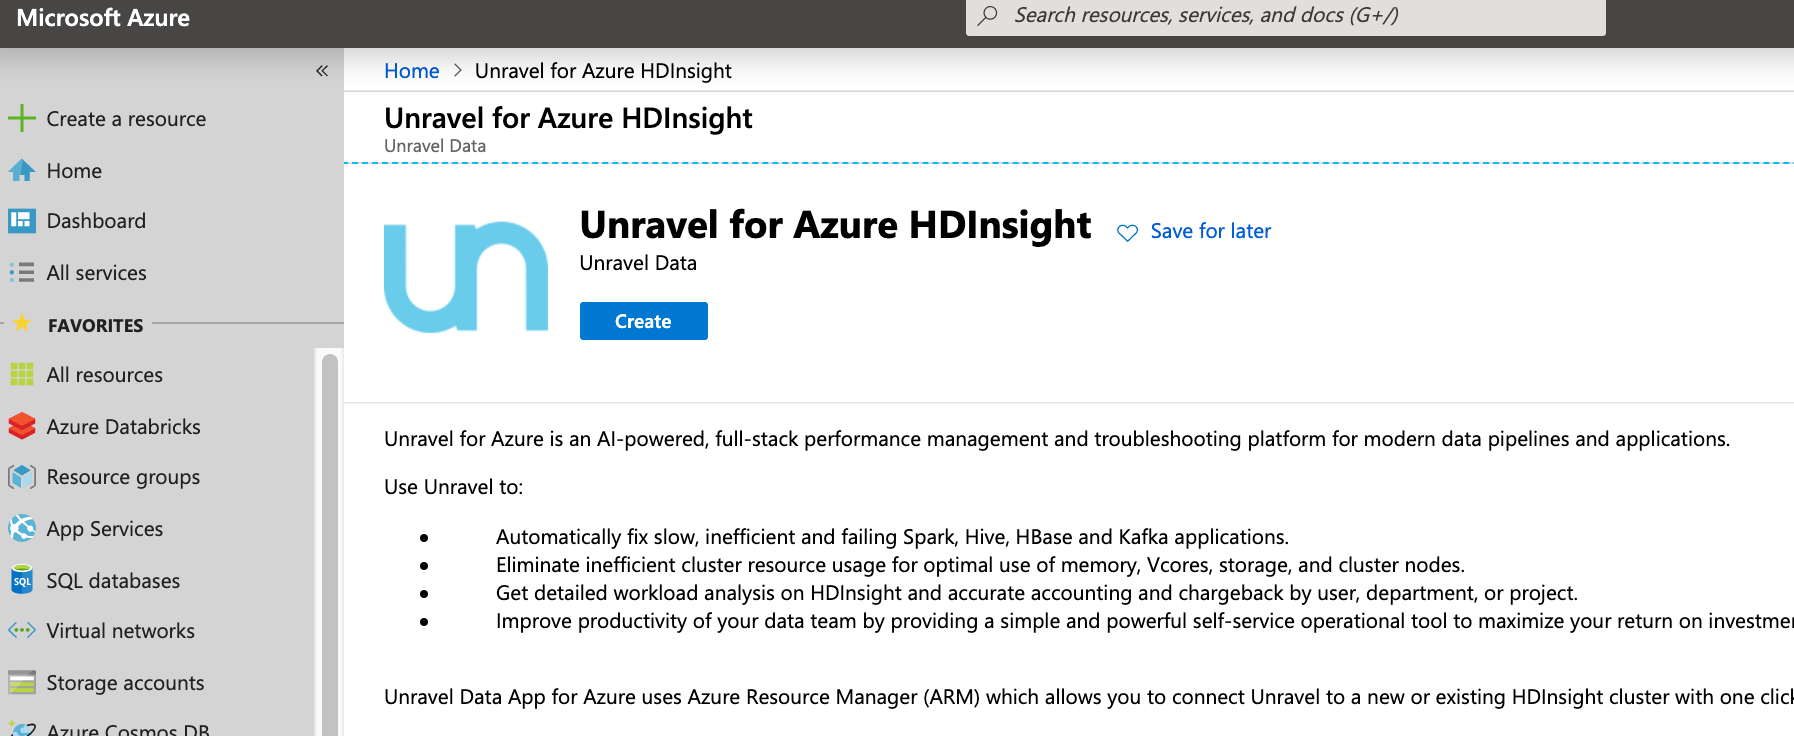 Microsoft Azure
Search resources, services, and docs (G+/)
«
Home > Unravel for Azure HDInsight
Create a resource
Home
Dashboard
All services
FAVORITES
All resources
Azure Databricks
Resource groups
App Services
SQL databases
Virtual networks
Storage accounts
Azure Cosmos DB
Unravel for Azure HDInsight
Unravel Data
un
Unravel for Azure HDInsight
Save for later
Unravel Data
Create
Unravel for Azure is an AI-powered, full-stack performance management and troubleshooting platform for modern data pipelines and applications.
Use Unravel to:
• Automatically fix slow, inefficient and failing Spark, Hive, HBase and Kafka applications.
• Eliminate inefficient cluster resource usage for optimal use of memory, Vcores, storage, and cluster nodes.
• Get detailed workload analysis on HDInsight and accurate accounting and chargeback by user, department, or project.
• Improve productivity of your data team by providing a simple and powerful self-service operational tool to maximize your return on
Unravel Data App for Azure uses Azure Resource Manager (ARM) which allows you to connect Unravel to a new or existing HDInsight cluster with one